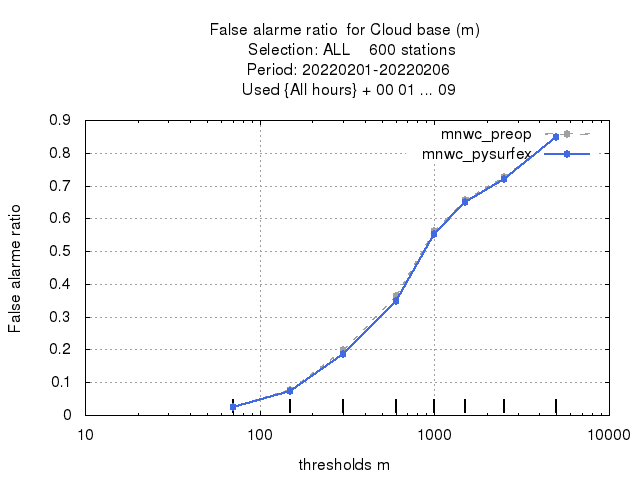 False alarme ratio  for Cloud base (m)
Selection: ALL    600 stations
Period: 20220201-20220206
Used {All hours} + 00 01 ... 09
mnwc_preop
mnwc_pysurfex
False alarme ratio
0.9
0.8
0.7
0.6
0.5
0.4
0.3
0.2
0.1
0
10
100
1000
10000
thresholds m